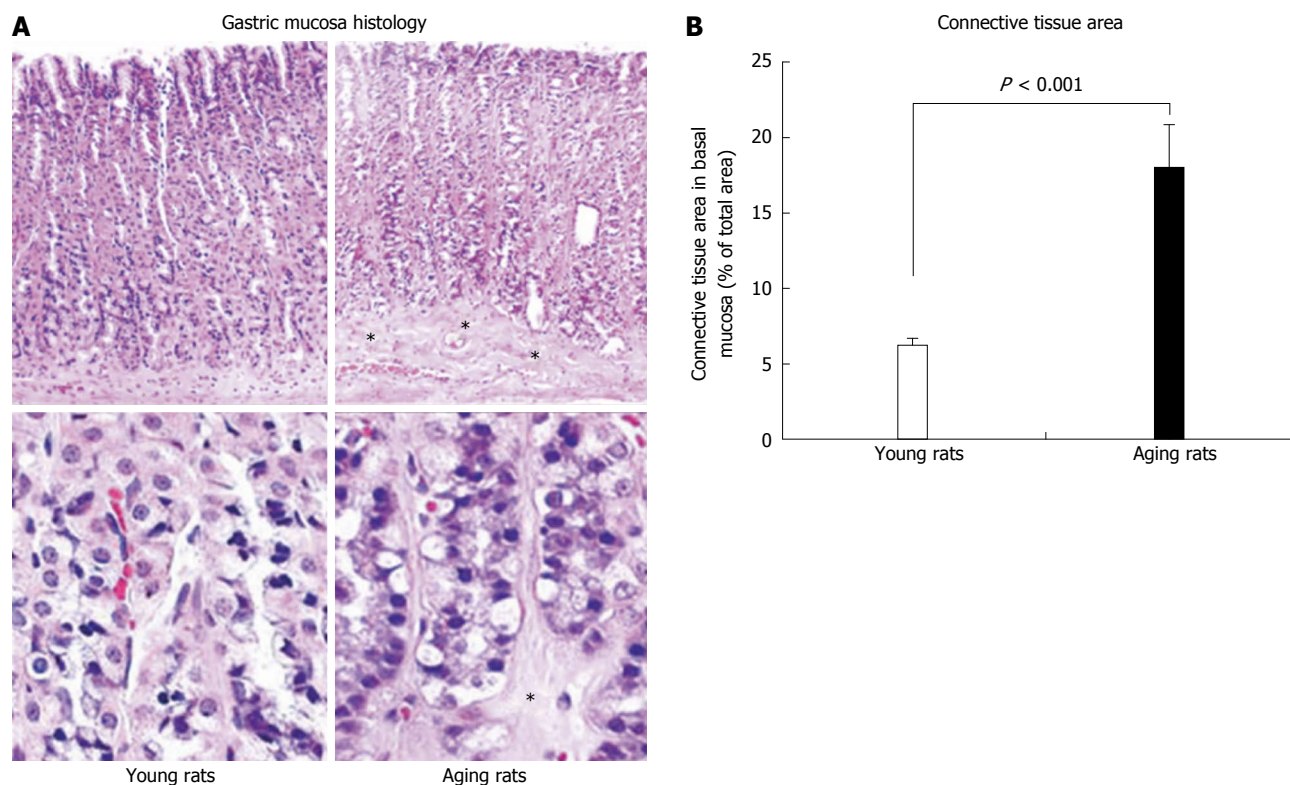 A
Gastric mucosa histology
*
*
*
*
Young rats
Aging rats
B
Connective tissue area
Connective tissue area in basal
mucosa (% of total area)
25
20
15
10
5
0
P < 0.001
Young rats
Aging rats